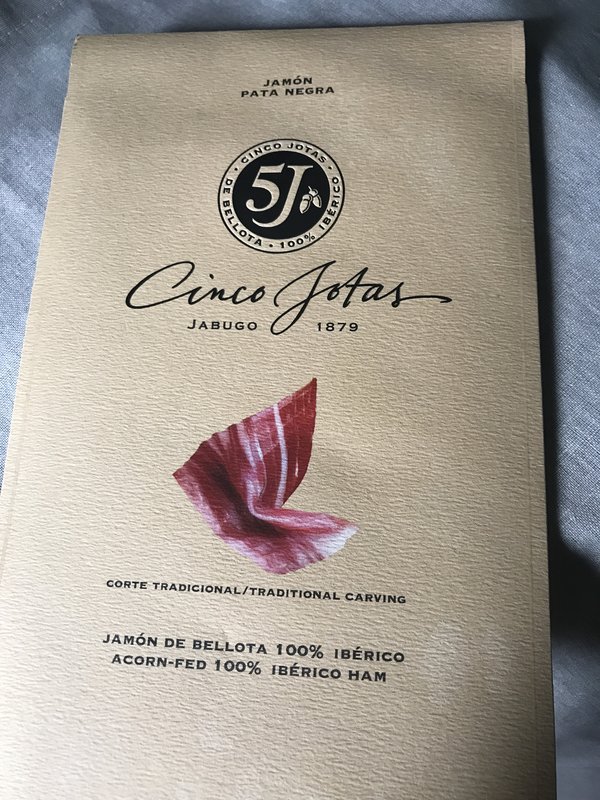 JAMÓN
PATA NEGRA
· CINCO JOTAS ·
5J
DE BELLOTA · 100% IBÉRICO
Cinco Jotas
JABUGO 1879
CORTE TRADICIONAL/TRADITIONAL CARVING
JAMÓN DE BELLOTA 100% IBÉRICO
ACORN-FED 100% IBÉRICO HAM